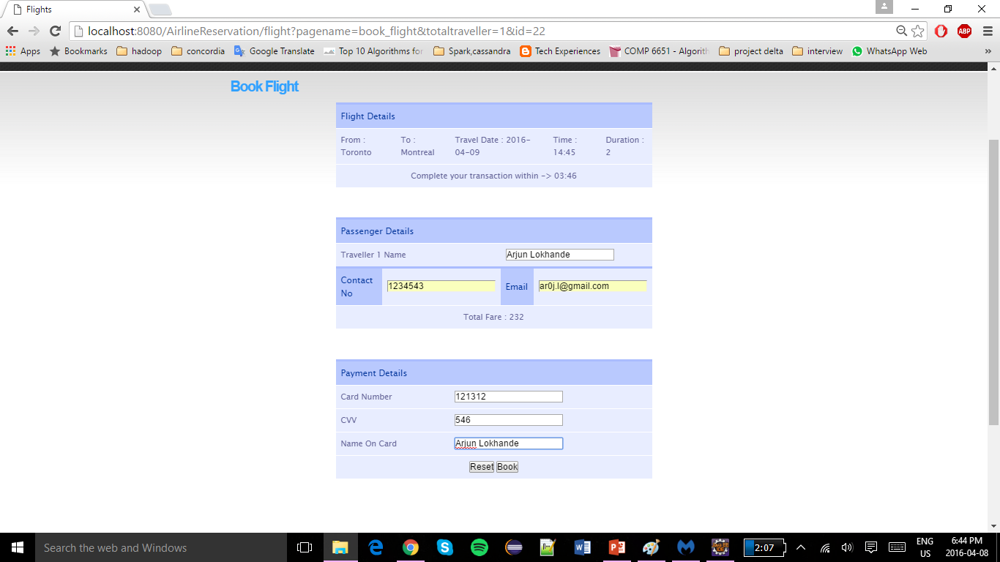 Flights
localhost:8080/AirlineReservation/flight?pagename=book_flight&totaltraveller=1&id=22
ABP
Apps Bookmarks hadoop concordia Google Translate Top 10 Algorithms for Spark,cassandra Tech Experiences COMP 6651 - Algorith project delta interview WhatsApp Web »
Book Flight
Flight Details
From : To : Travel Date : 2016- Time : Duration :
Toronto Montreal 04-09 14:45 2
Complete your transaction within -> 03:46
Passenger Details
Traveller 1 Name Arjun Lokhande
Contact No 1234543 Email ar0j.l@gmail.com
Total Fare : 232
Payment Details
Card Number 121312
CVV 546
Name On Card Arjun Lokhande
Reset Book
Search the web and Windows
2:07
ENG
US
6:44 PM
2016-04-08